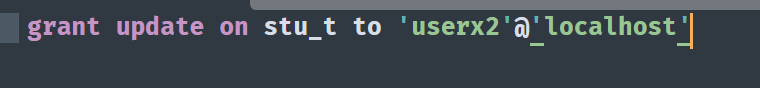 grant update on stu_t to 'userx2'@'localhost'